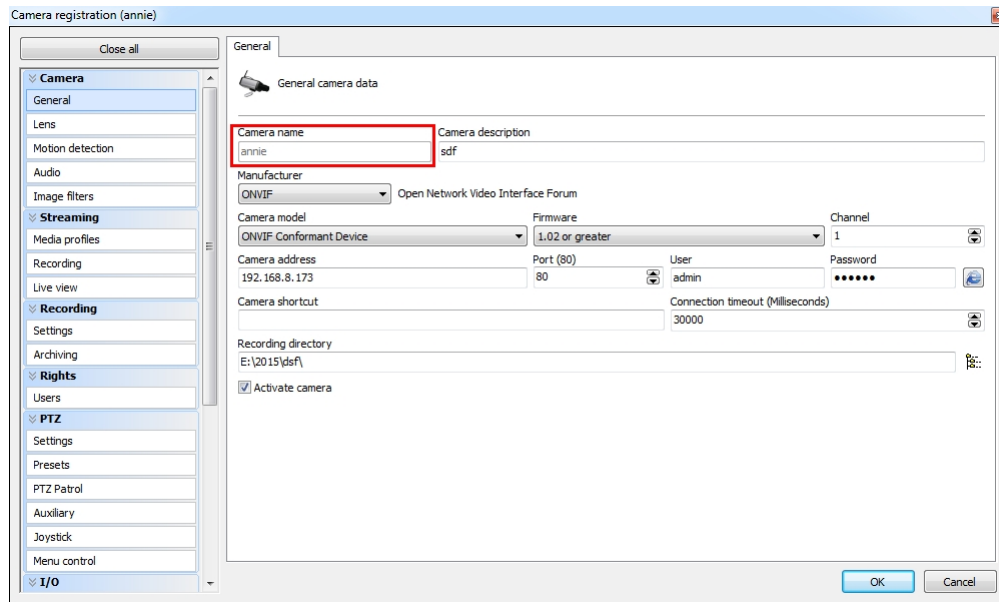 Camera registration (annie)
Close all
Camera
General
Lens
Motion detection
Audio
Image filters
Streaming
Media profiles
Recording
Live view
Recording
Settings
Archiving
Rights
Users
PTZ
Settings
Presets
PTZ Patrol
Auxiliary
Joystick
Menu control
I/O
General
General camera data
Camera name Camera description
annie sdf
Manufacturer
ONVIF Open Network Video Interface Forum
Camera model Firmware Channel
ONVIF Conformant Device 1.02 or greater 1
Camera address Port (80) User Password
192.168.8.173 80 admin ••••••
Camera shortcut Connection timeout (Milliseconds)
30000
Recording directory
E:\2015\dsf\
Activate camera
OK Cancel